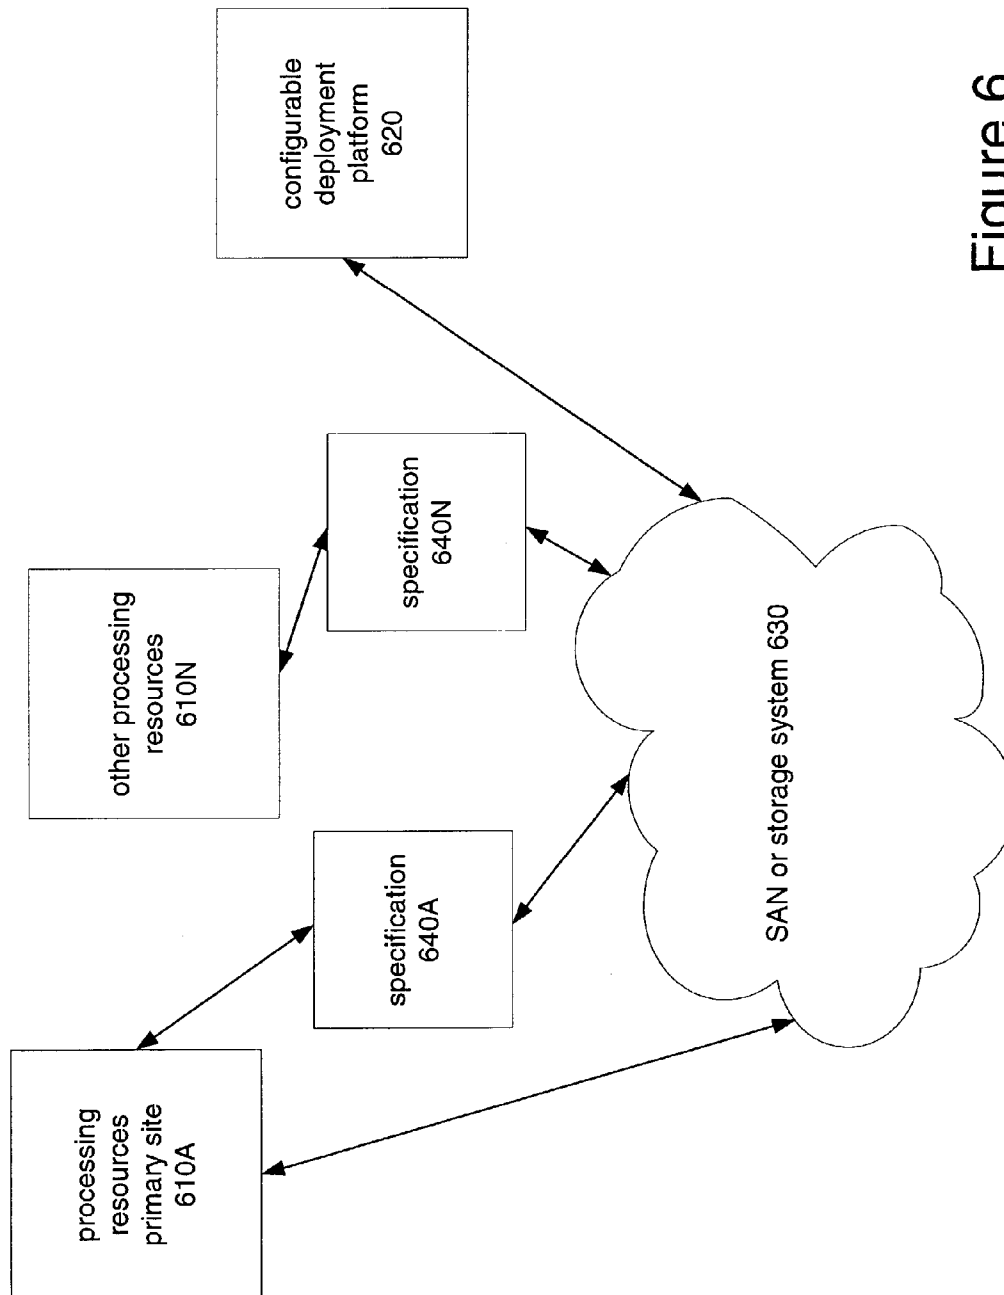 processing
resources
primary site
610A
other processing
resources
610N
configurable
deployment
platform
620
specification
640A
specification
640N
SAN or storage system 630
Figure 6